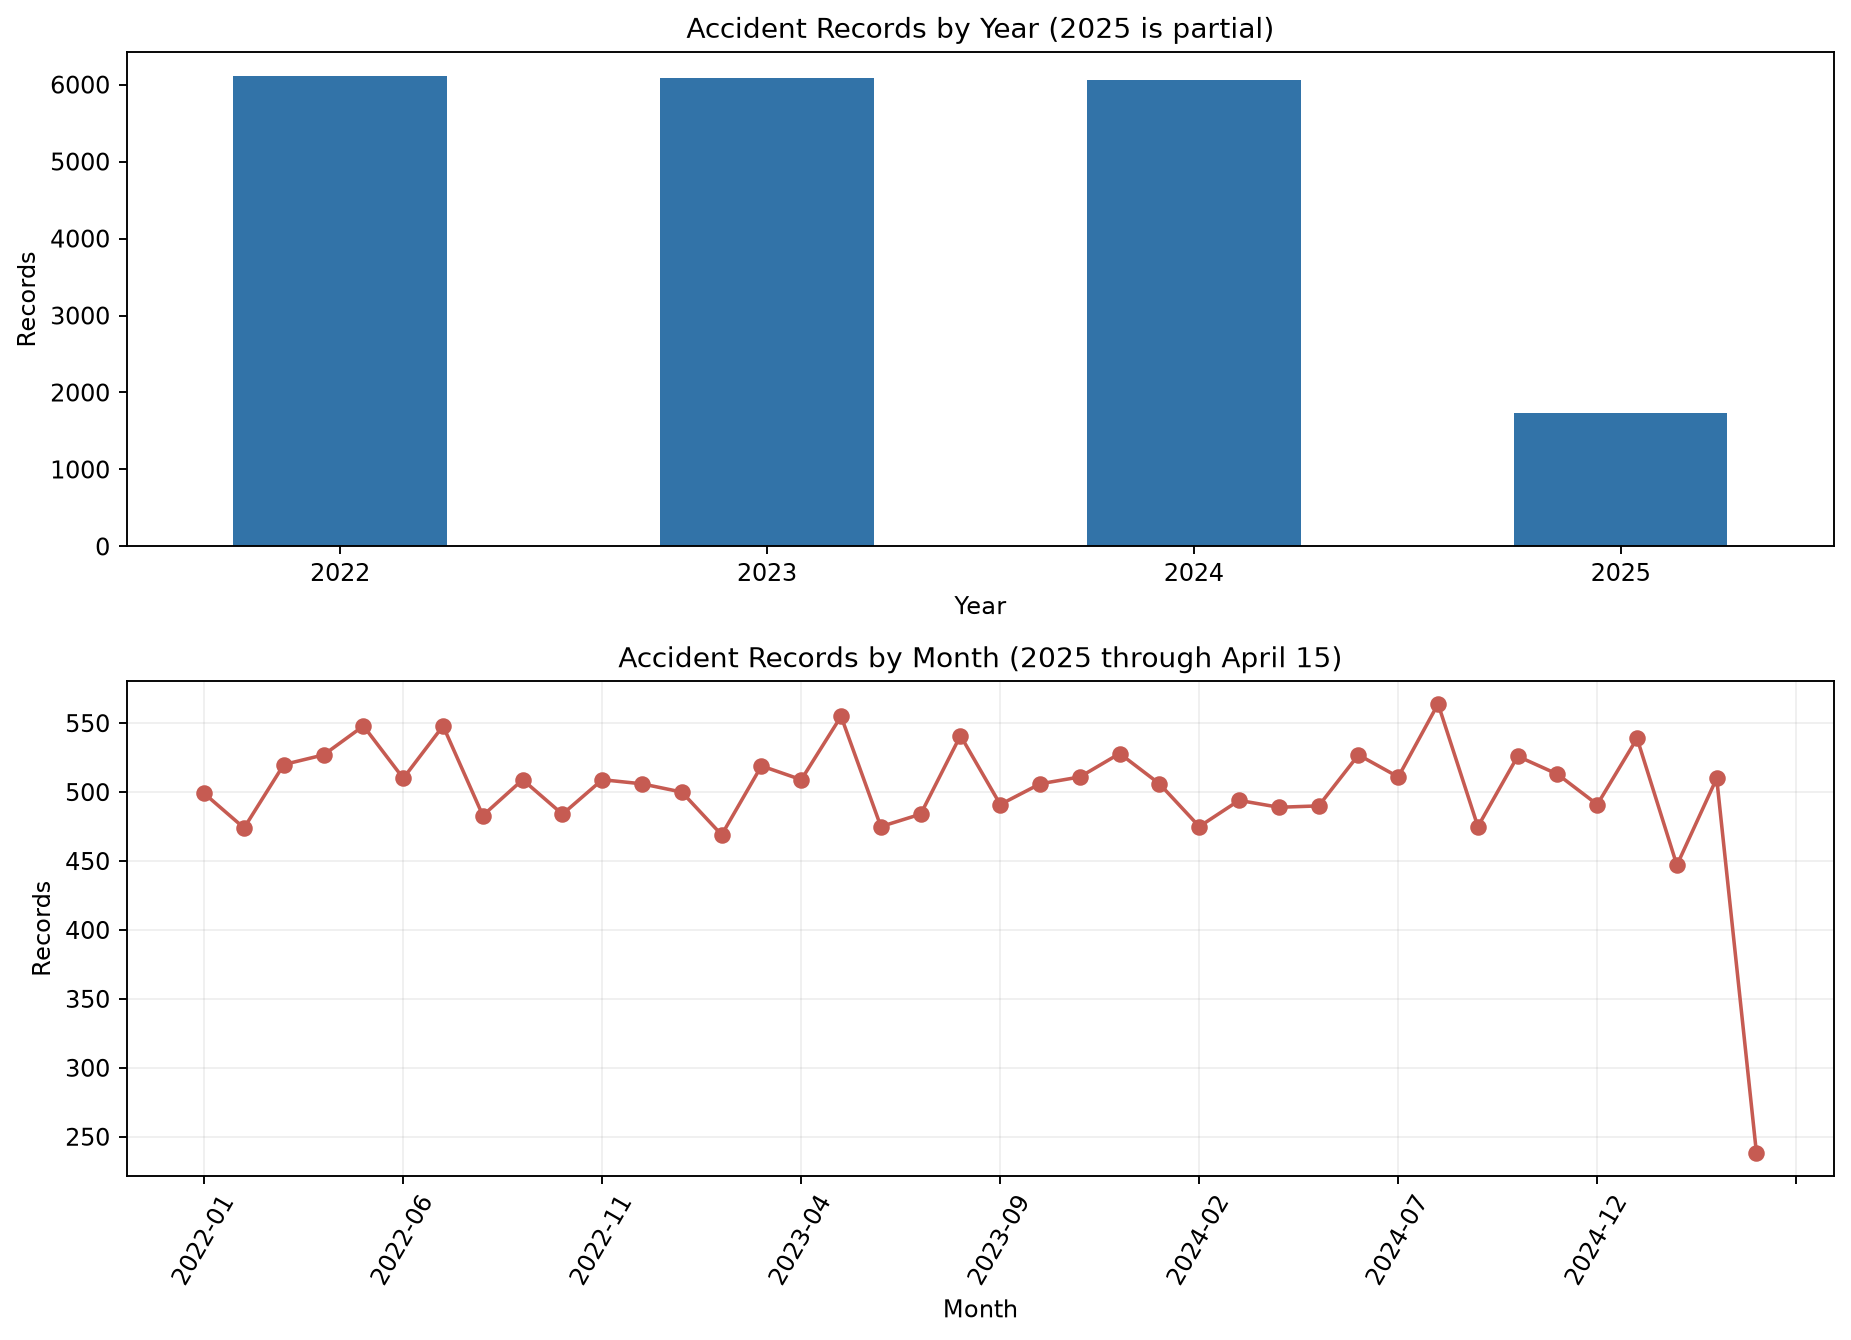 Accident Records by Year (2025 is partial)
6000
5000
4000
3000
2000
1000
0
Records
2022 2023 2024 2025
Year
Accident Records by Month (2025 through April 15)
550
500
450
400
350
300
250
Records
2022-01 2022-06 2022-11 2023-04 2023-09 2024-02 2024-07 2024-12
Month